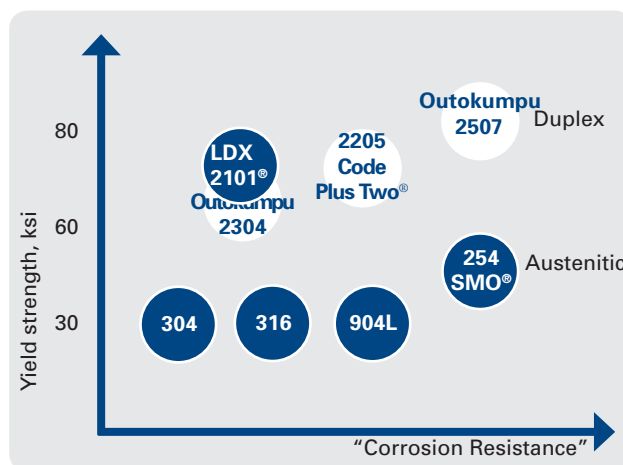 Outokumpu
2507
Duplex
80
LDX
2101®
2205
Code
Plus Two®
Outokumpu
2304
60
254
SMO®
Austenitic
30
304
316
904L
Yield strength, ksi
"Corrosion Resistance"